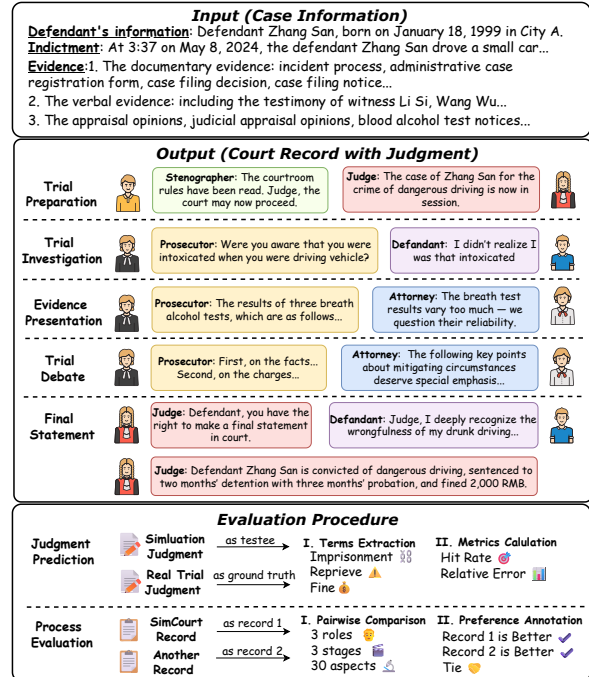 Input (Case Information)
Defendant's information: Defendant Zhang San, born on January 18, 1999 in City A.
Indictment: At 3:37 on May 8, 2024, the defendant Zhang San drove a small car...
Evidence:1. The documentary evidence: incident process, administrative case
registration form, case filing decision, case filing notice...
2. The verbal evidence: including the testimony of witness Li Si, Wang Wu...
3. The appraisal opinions, judicial appraisal opinions, blood alcohol test notices...
Output (Court Record with Judgment)
Trial
Preparation
Stenographer: The courtroom
rules have been read. Judge, the
court may now proceed.
Judge: The case of Zhang San for the
crime of dangerous driving is now in
session.
Trial
Investigation
Prosecutor: Were you aware that you were
intoxicated when you were driving vehicle?
Defandant: I didn't realize I
was that intoxicated
Evidence
Presentation
Prosecutor: The results of three breath
alcohol tests, which are as follows...
Attorney: The breath test
results vary too much — we
question their reliability.
Trial
Debate
Prosecutor: First, on the facts...
Second, on the charges...
Attorney: The following key points
about mitigating circumstances
deserve special emphasis...
Final
Statement
Judge: Defendant, you have the
right to make a final statement
in court.
Defandant: Judge, I deeply recognize the
wrongfulness of my drunk driving...
Judge: Defendant Zhang San is convicted of dangerous driving, sentenced to
two months' detention with three months' probation, and fined 2,000 RMB.
Evaluation Procedure
Judgment
Prediction
Simluation
Judgment
as testee
Real Trial
Judgment
as ground truth
I. Terms Extraction
Imprisonment
Reprieve
Fine
II. Metrics Calulation
Hit Rate
Relative Error
Process
Evaluation
SimCourt
Record
as record 1
Another
Record
as record 2
I. Pairwise Comparison
3 roles
3 stages
30 aspects
II. Preference Annotation
Record 1 is Better
Record 2 is Better
Tie